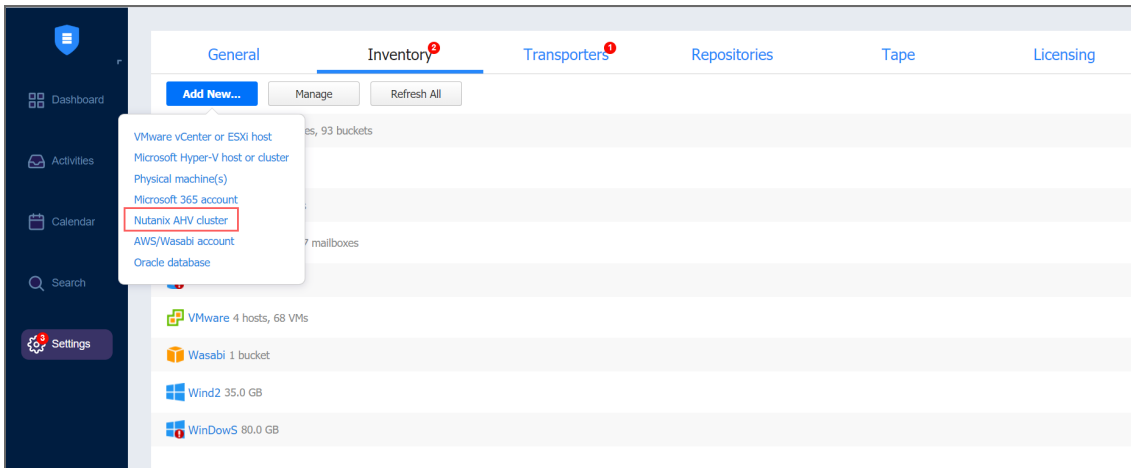 General
Inventory
2
Transporters
1
Repositories
Tape
Licensing
Dashboard
Activities
Calendar
Search
3
Settings
Add New...
Manage
Refresh All
VMware vCenter or ESXi host
Microsoft Hyper-V host or cluster
Physical machine(s)
Microsoft 365 account
Nutanix AHV cluster
AWS/Wasabi account
Oracle database
93 buckets
mailboxes
VMware 4 hosts, 68 VMs
Wasabi 1 bucket
Wind2 35.0 GB
WinDowS 80.0 GB